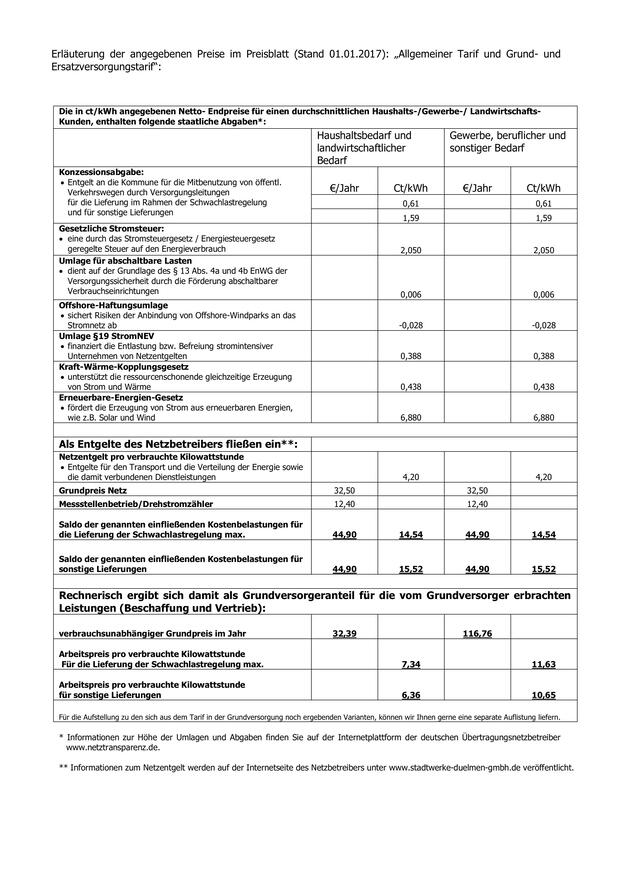 Erläuterung der angegebenen Preise im Preisblatt (Stand 01.01.2017): „Allgemeiner Tarif und Grund- und
Ersatzversorgungstarif“:
Die in ct/kWh angegebenen Netto- Endpreise für einen durchschnittlichen Haushalts-/Gewerbe-/ Landwirtschafts-
Kunden, enthalten folgende staatliche Abgaben*:
Haushaltsbedarf und
landwirtschaftlicher
Bedarf
Gewerbe, beruflicher und
sonstiger Bedarf
Konzessionsabgabe:
• Entgelt an die Kommune für die Mitbenutzung von öffentl.
Verkehrswegen durch Versorgungsleitungen
€/Jahr Ct/kWh €/Jahr Ct/kWh
für die Lieferung im Rahmen der Schwachlastregelung 0,61 0,61
und für sonstige Lieferungen 1,59 1,59
Gesetzliche Stromsteuer:
• eine durch das Stromsteuergesetz / Energiesteuergesetz
geregelte Steuer auf den Energieverbrauch 2,050 2,050
Umlage für abschaltbare Lasten
• dient auf der Grundlage des § 13 Abs. 4a und 4b EnWG der
Versorgungssicherheit durch die Förderung abschaltbarer
Verbrauchseinrichtungen 0,006 0,006
Offshore-Haftungsumlage
• sichert Risiken der Anbindung von Offshore-Windparks an das
Stromnetz ab -0,028 -0,028
Umlage §19 StromNEV
• finanziert die Entlastung bzw. Befreiung stromintensiver
Unternehmen von Netzentgelten 0,388 0,388
Kraft-Wärme-Kopplungsgesetz
• unterstützt die ressourcenschonende gleichzeitige Erzeugung
von Strom und Wärme 0,438 0,438
Erneuerbare-Energien-Gesetz
• fördert die Erzeugung von Strom aus erneuerbaren Energien,
wie z.B. Solar und Wind 6,880 6,880
Als Entgelte des Netzbetreibers fließen ein**:
Netzentgelt pro verbrauchte Kilowattstunde
• Entgelte für den Transport und die Verteilung der Energie sowie
die damit verbundenen Dienstleistungen 4,20 4,20
Grundpreis Netz 32,50 32,50
Messstellenbetrieb/Drehstromzähler 12,40 12,40
Saldo der genannten einfließenden Kostenbelastungen für
die Lieferung der Schwachlastregelung max. 44,90 14,54 44,90 14,54
Saldo der genannten einfließenden Kostenbelastungen für
sonstige Lieferungen 44,90 15,52 44,90 15,52
Rechnerisch ergibt sich damit als Grundversorgeranteil für die vom Grundversorger erbrachten
Leistungen (Beschaffung und Vertrieb):
verbrauchsunabhängiger Grundpreis im Jahr 32,39 116,76
Arbeitspreis pro verbrauchte Kilowattstunde
Für die Lieferung der Schwachlastregelung max. 7,34 11,63
Arbeitspreis pro verbrauchte Kilowattstunde
für sonstige Lieferungen 6,36 10,65
Für die Aufstellung zu den sich aus dem Tarif in der Grundversorgung noch ergebenden Varianten, können wir Ihnen gerne eine separate Auflistung liefern.
* Informationen zur Höhe der Umlagen und Abgaben finden Sie auf der Internetplattform der deutschen Übertragungsnetzbetreiber
www.netztransparenz.de.
** Informationen zum Netzentgelt werden auf der Internetseite des Netzbetreibers unter www.stadtwerke-duelmen-gmbh.de veröffentlicht.